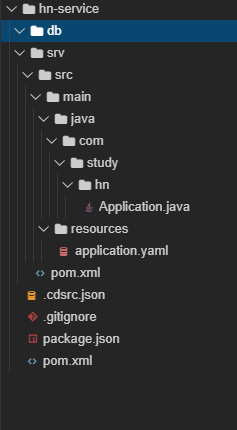 hn-service
db
srv
src
main
java
com
study
hn
Application.java
resources
application.yaml
pom.xml
.cdsrc.json
.gitignore
package.json
pom.xml